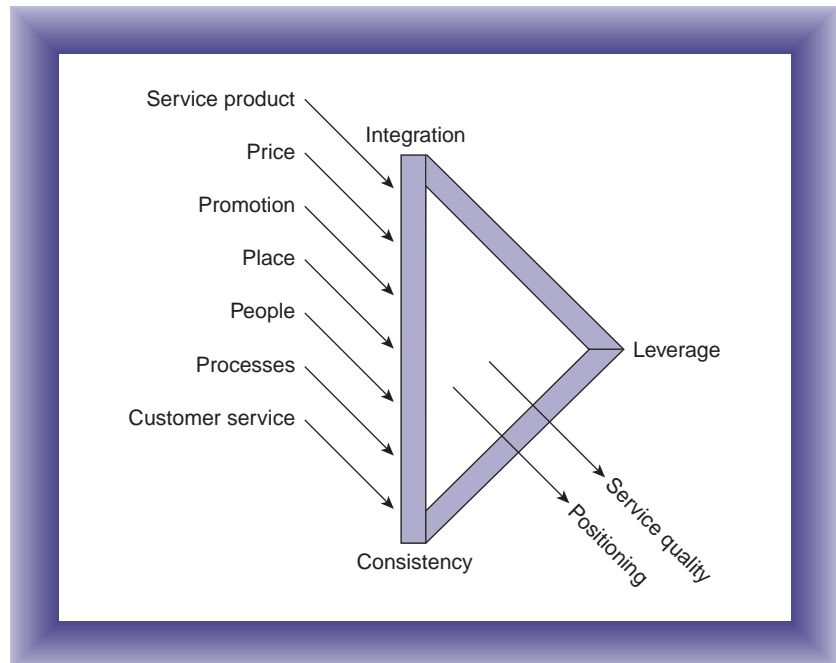 Service product
Integration
Price
Promotion
Place
People
Leverage
Processes
Customer service
Service quality
Positioning
Consistency